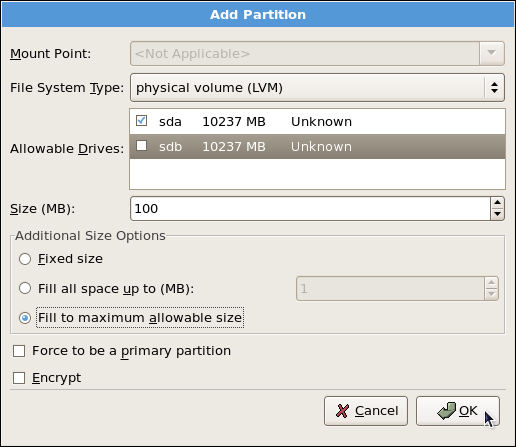 Add Partition
Mount Point: <Not Applicable>
File System Type: physical volume (LVM)
sda 10237 MB Unknown
Allowable Drives: sdb 10237 MB Unknown
Size (MB): 100
Additional Size Options
Fixed size
Fill all space up to (MB): 1
Fill to maximum allowable size
Force to be a primary partition
Encrypt
Cancel OK